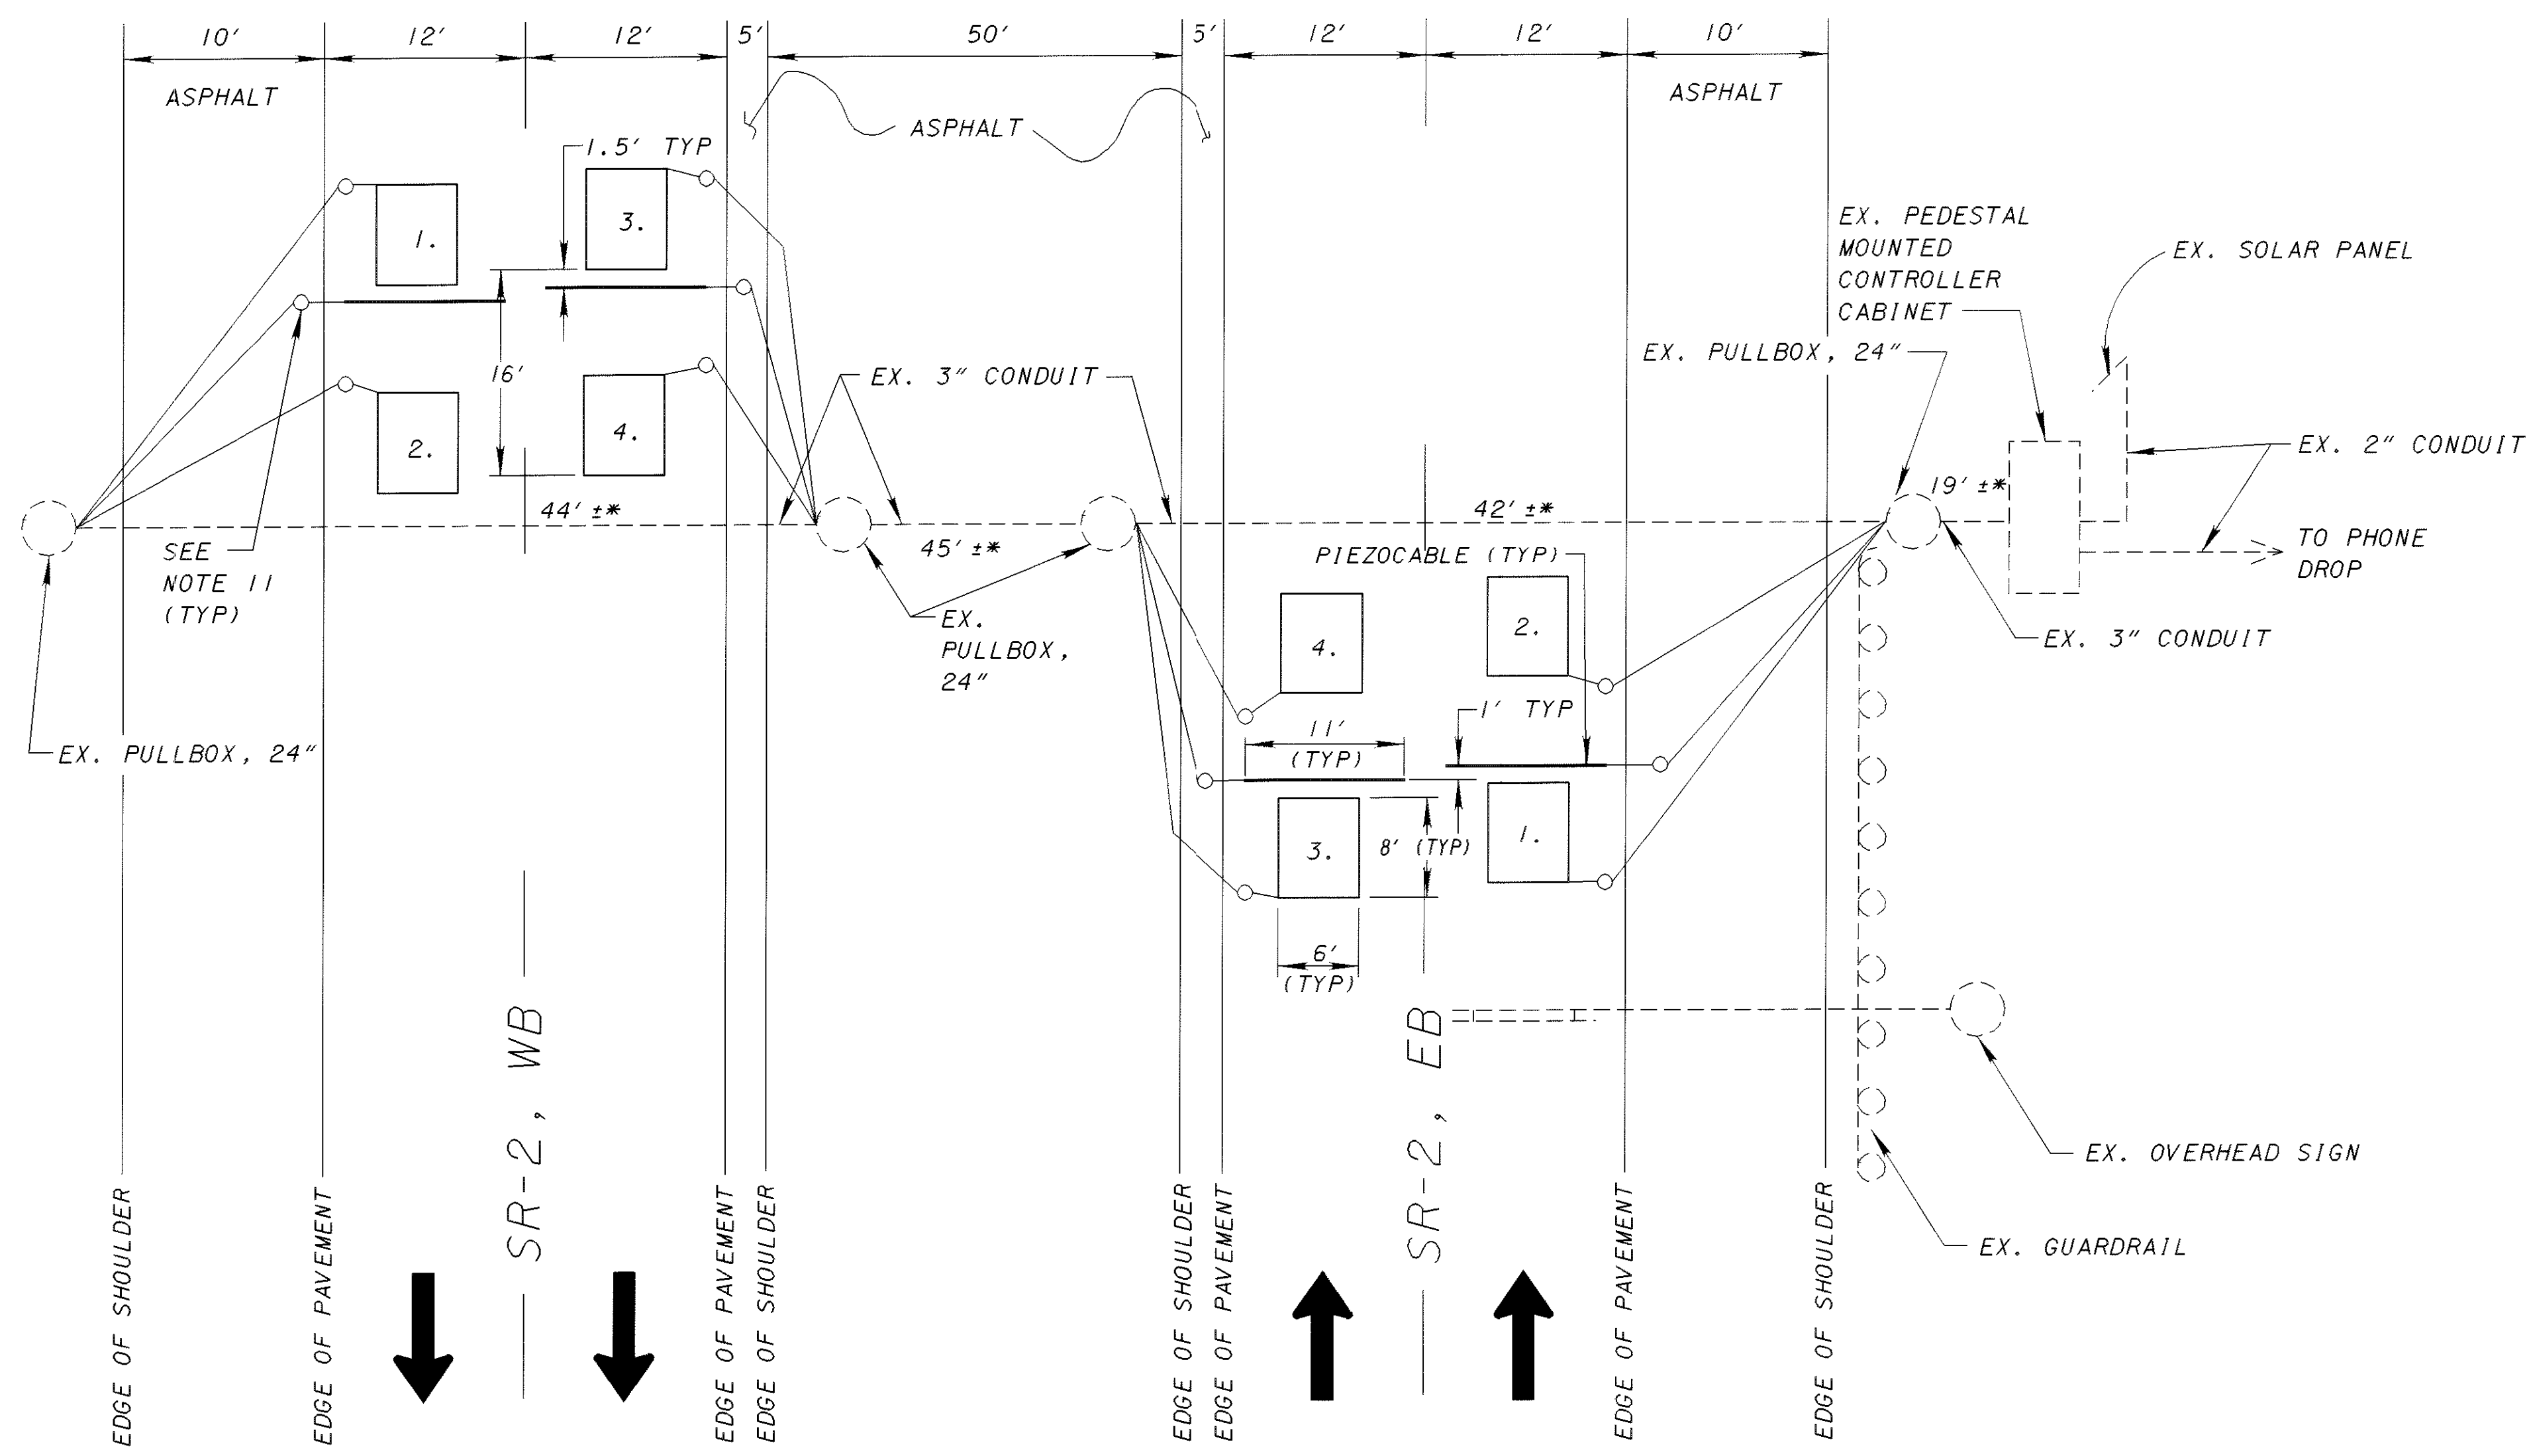 10' 12' 12' 5' 50' 5' 12' 12' 10'
ASPHALT
ASPHALT
ASPHALT
1.5' TYP
1.
3.
16'
2.
4.
EX. 3" CONDUIT
EX. PEDESTAL
MOUNTED
CONTROLLER
CABINET
EX. SOLAR PANEL
EX. PULLBOX, 24"
EX. 2" CONDUIT
19' ±*
44' ±*
45' ±*
42' ±*
SEE
NOTE 11
(TYP)
PIEZOCABLE (TYP)
TO PHONE
DROP
EX.
PULLBOX,
24"
4.
2.
EX. 3" CONDUIT
EX. PULLBOX, 24"
1' TYP
11'
(TYP)
3.
8' (TYP)
1.
6'
(TYP)
SR-2, WB
SR-2, EB
EX. OVERHEAD SIGN
EX. GUARDRAIL
EDGE OF SHOULDER
EDGE OF PAVEMENT
EDGE OF PAVEMENT
EDGE OF SHOULDER
EDGE OF SHOULDER
EDGE OF PAVEMENT
EDGE OF PAVEMENT
EDGE OF SHOULDER